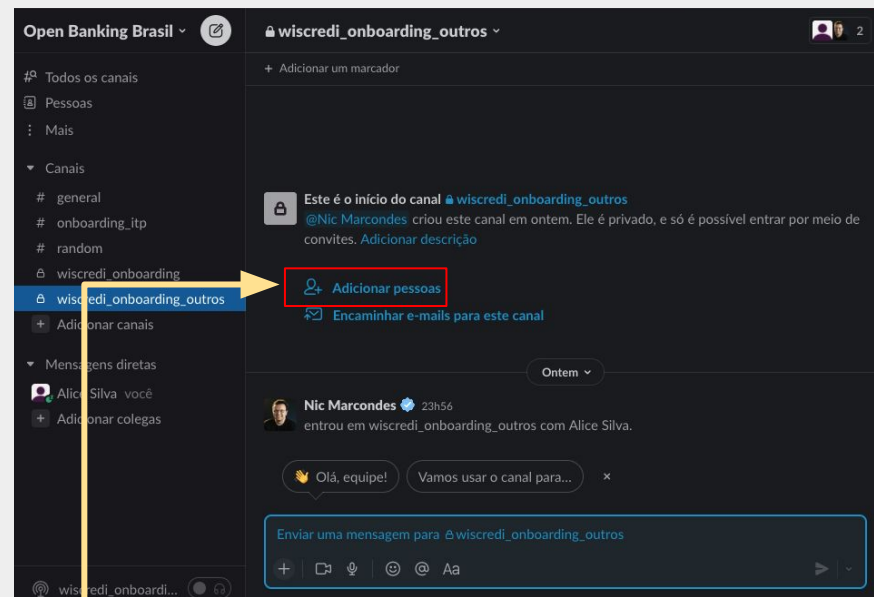 Open Banking Brasil
Todos os canais
Pessoas
Mais
Canais
# general
# onboarding_itp
# random
wiscredi_onboarding
wiscredi_onboarding_outros
+ Adicionar canais
Mensagens diretas
Alice Silva você
+ Adicionar colegas
wiscredi_onboardi...
wiscredi_onboarding_outros
2
+ Adicionar um marcador
Este é o início do canal wiscredi_onboarding_outros
@Nic Marcondes criou este canal em ontem. Ele é privado, e só é possível entrar por meio de
convites. Adicionar descrição
Adicionar pessoas
Encaminhar e-mails para este canal
Ontem
Nic Marcondes 23h56
entrou em wiscredi_onboarding_outros com Alice Silva.
👋 Olá, equipe! Vamos usar o canal para... ×
Enviar uma mensagem para wiscredi_onboarding_outros
+ @ Aa